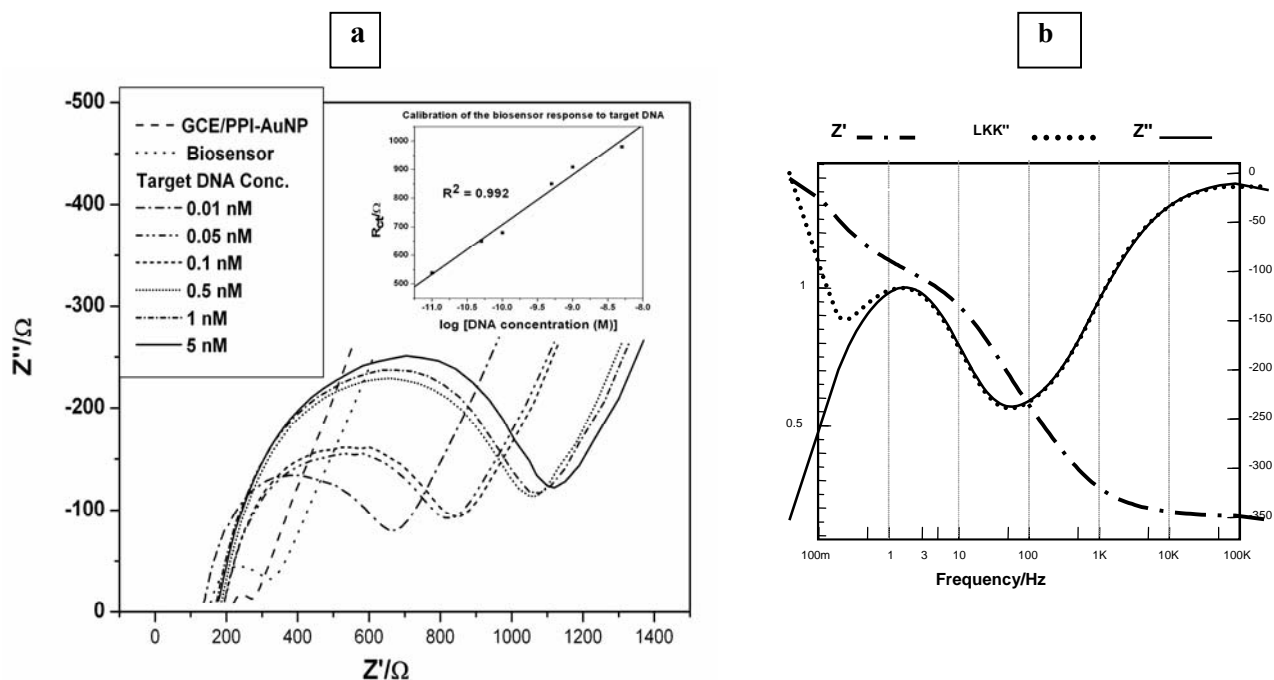 a
b
-500
-400
-300
-200
-100
0
Z''/Ω
GCE/PPI-AuNP
Biosensor
Target DNA Conc.
0.01 nM
0.05 nM
0.1 nM
0.5 nM
1 nM
5 nM
Calibration of the biosensor response to target DNA
1000
900
800
700
600
500
Rct/Ω
R² = 0.992
-11.0 -10.5 -10.0 -9.5 -9.0 -8.5 -8.0
log [DNA concentration (M)]
0 200 400 600 800 1000 1200 1400
Z'/Ω
Z' LKK" Z"
1
0.5
0
-50
-100
-150
-200
-250
-300
-350
100m 1 3 10 100 1K 10K 100K
Frequency/Hz